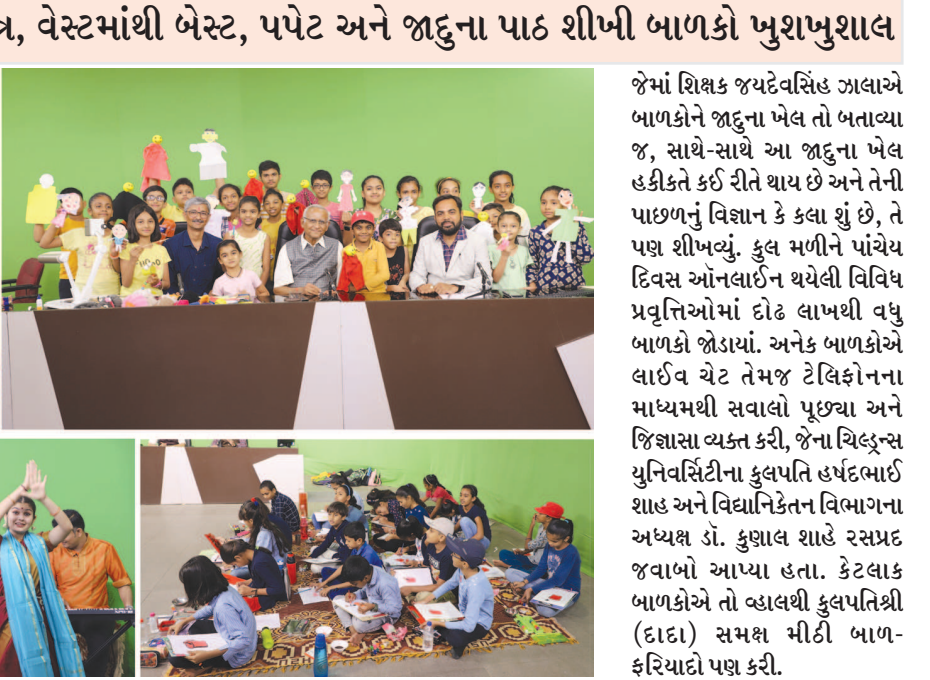 વેસ્ટમાંથી બેસ્ટ, પપેટ અને જાદુના પાઠ શીખી બાળકો ખુશખુશાલ
જેમાં શિક્ષક જયદેવસિંહ ઝાલાએ
બાળકોને જાદુના ખેલ તો બતાવ્યા
જ, સાથે-સાથે આ જાદુના ખેલ
હકીકતે કઈ રીતે થાય છે અને તેની
પાછળનું વિજ્ઞાન કે કલા શું છે, તે
પણ શીખવ્યું. કુલ મળીને પાંચેય
દિવસ ઑનલાઈન થયેલી વિવિધ
પ્રવૃત્તિઓમાં દોઢ લાખથી વધુ
બાળકો જોડાયાં. અનેક બાળકોએ
લાઈવ ચેટ તેમજ ટેલિફોનના
માધ્યમથી સવાલો પૂછ્યા અને
જિજ્ઞાસા વ્યક્ત કરી, જેના ચિલ્ડ્રન્સ
યુનિવર્સિટીના કુલપતિ હર્ષદભાઈ
શાહ અને વિદ્યાનિકેતન વિભાગના
અધ્યક્ષ ડૉ. કુણાલ શાહે રસપ્રદ
જવાબો આપ્યા હતા. કેટલાક
બાળકોએ તો વ્હાલથી કુલપતિશ્રી
(દાદા) સમક્ષ મીઠી બાળ-
ફરિયાદો પણ કરી.